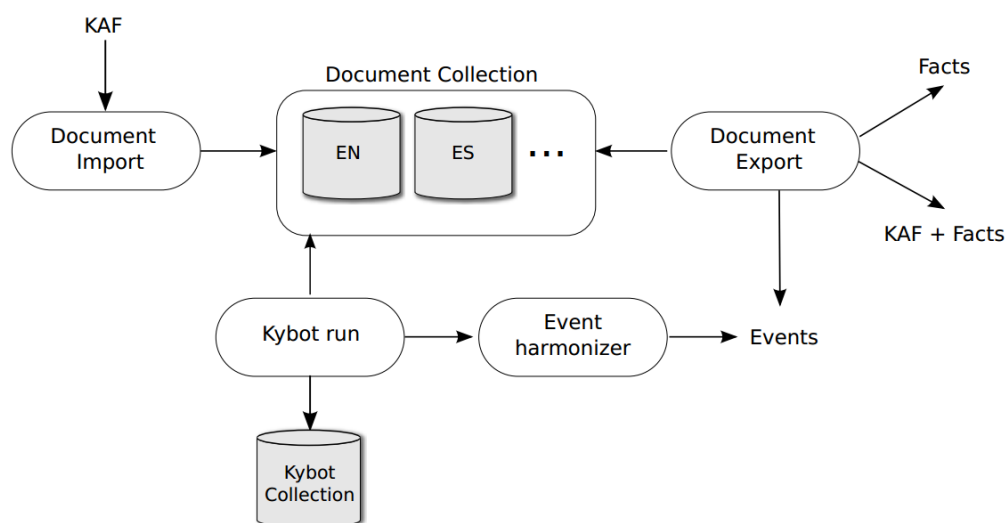 KAF
Document Collection
Facts
Document
Import
EN
ES
...
Document
Export
KAF + Facts
Kybot run
Event
harmonizer
Events
Kybot
Collection